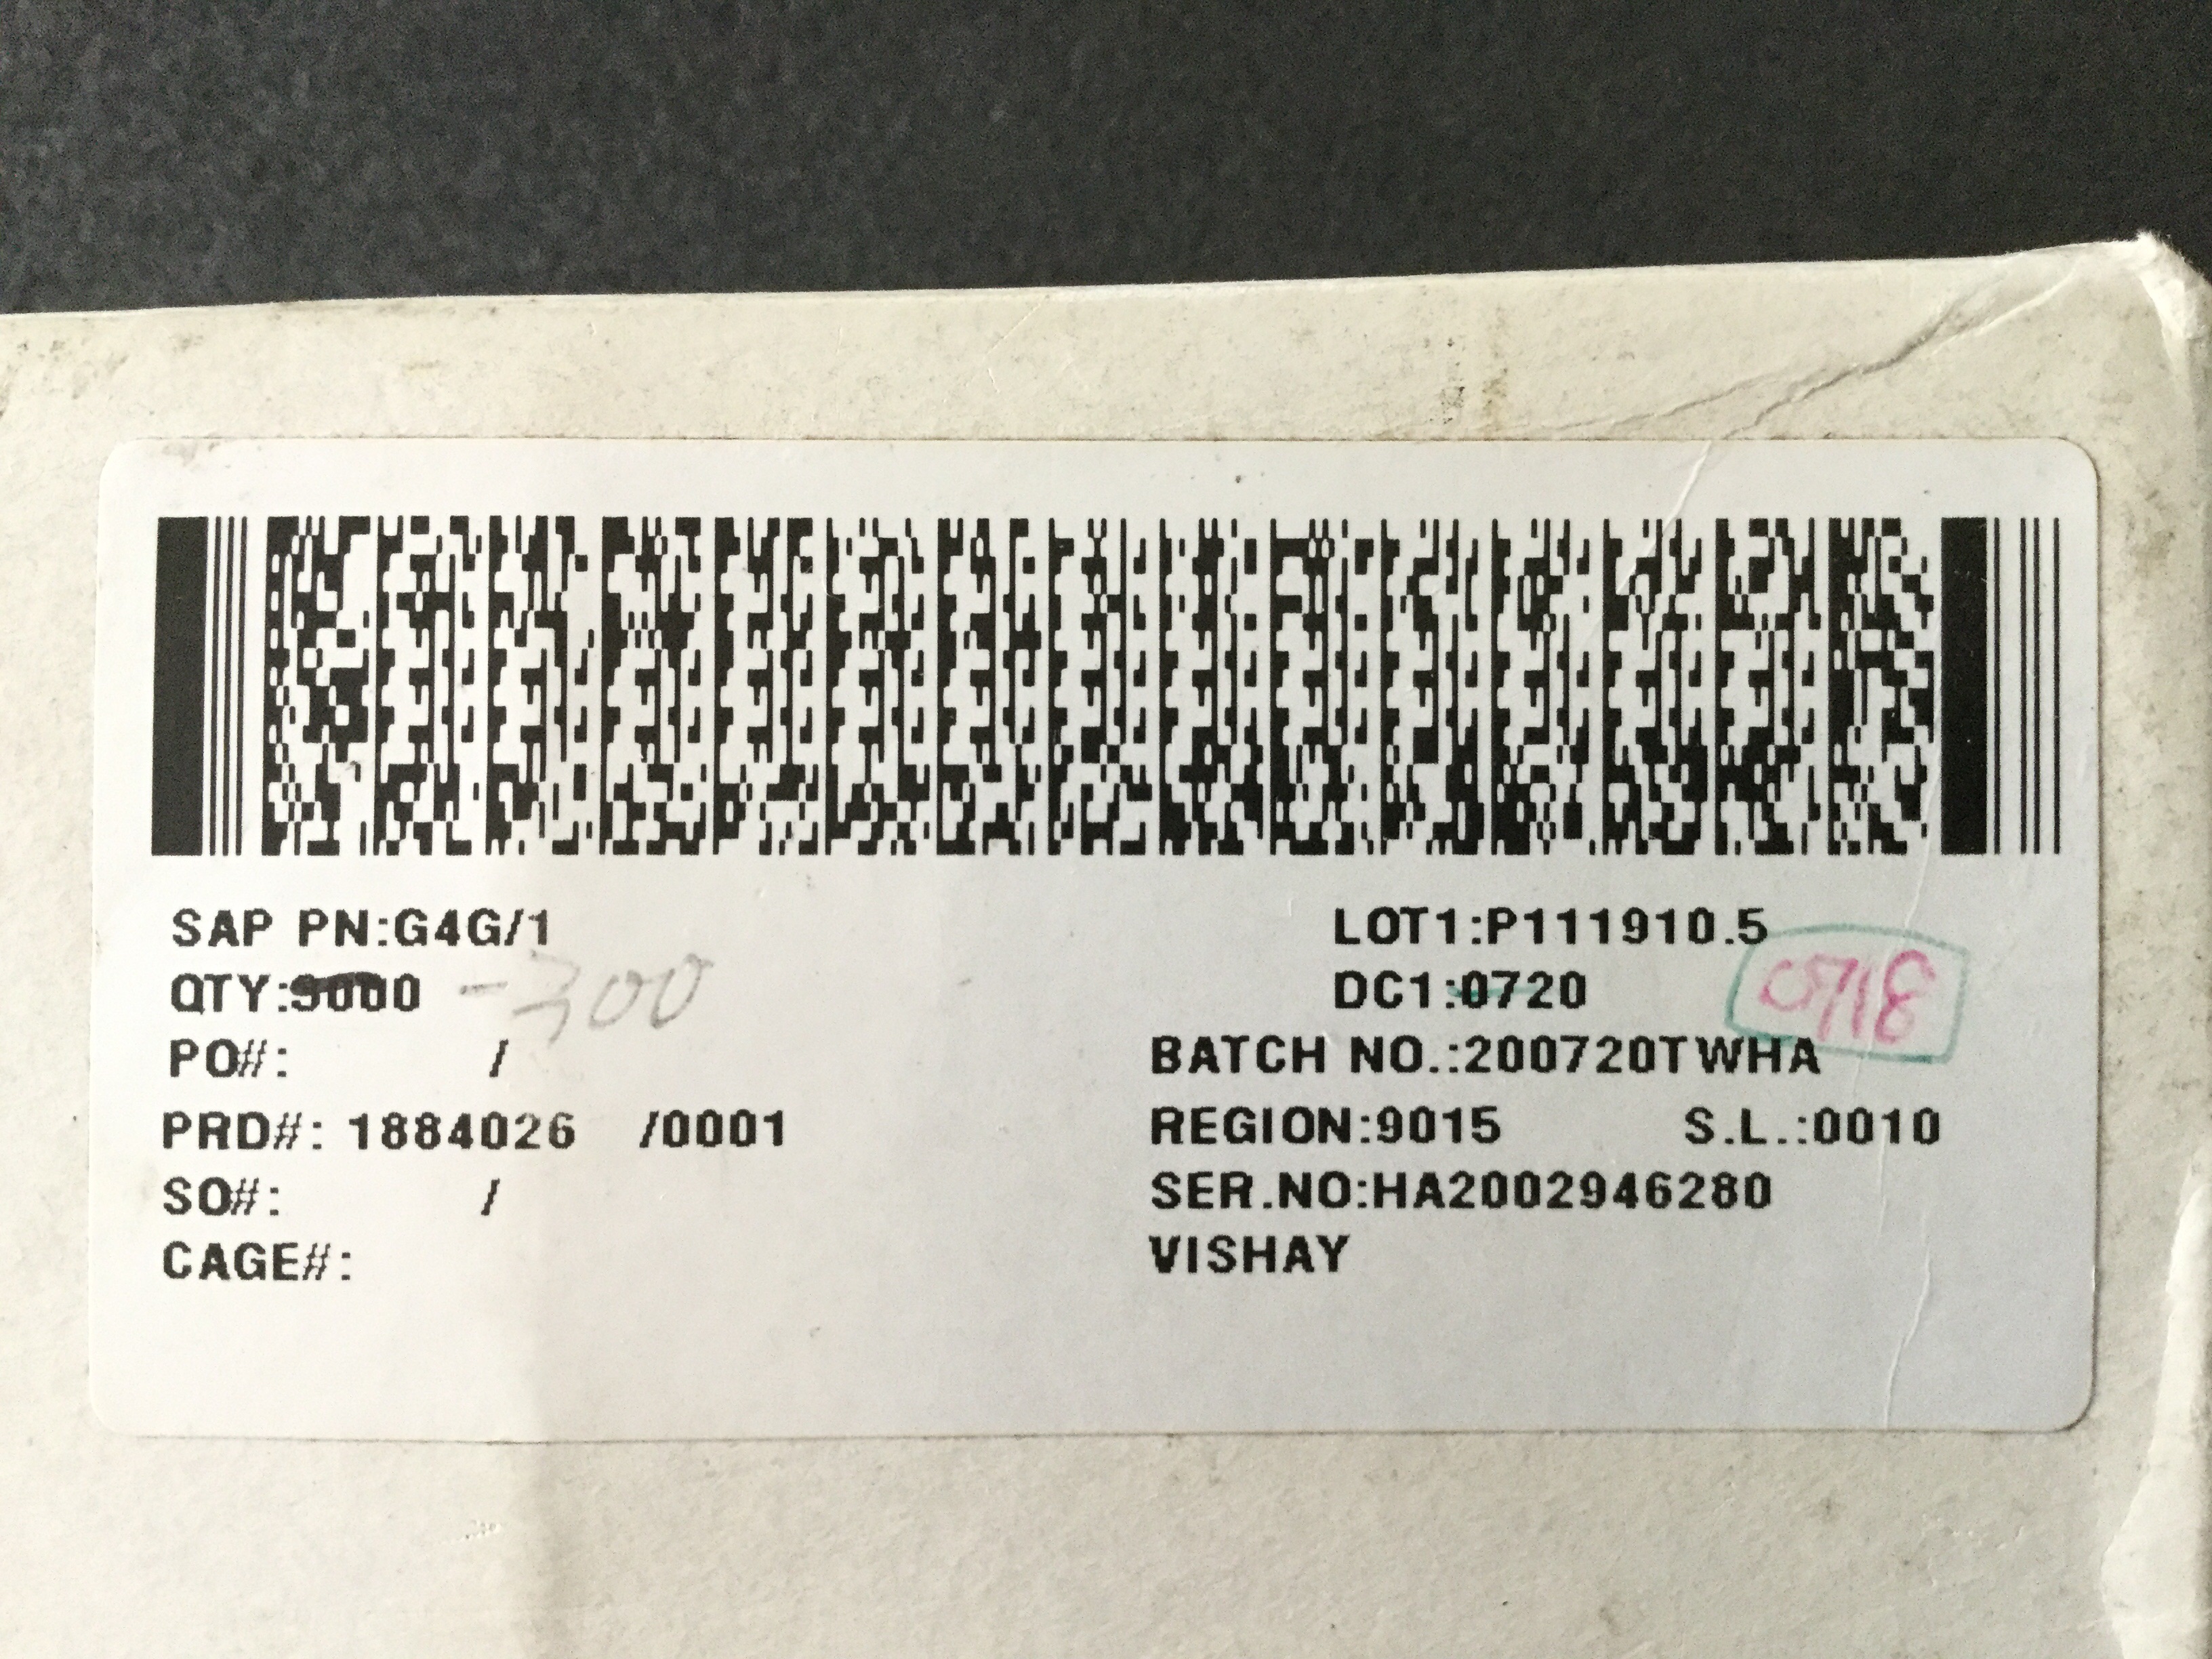 SAP PN:G4G/1
LOT1:P111910.5
QTY:3000 -300
DC1:0720 0718
PO#: /
BATCH NO.:200720TWHA
PRD#: 1884026 /0001
REGION:9015 S.L.:0010
SO#: /
SER.NO:HA2002946280
CAGE#:
VISHAY